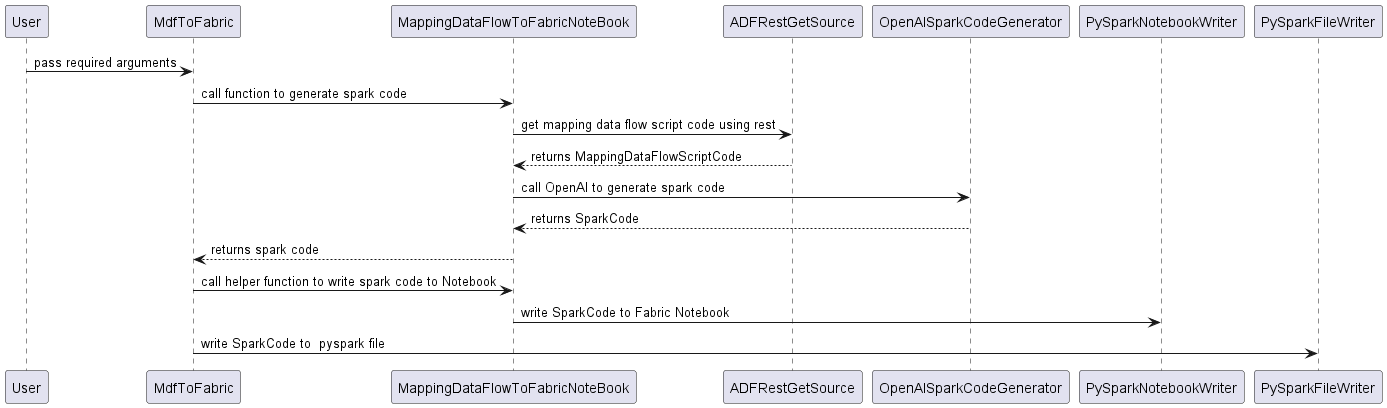 User
MdfToFabric
MappingDataFlowToFabricNoteBook
ADFRestGetSource
OpenAISparkCodeGenerator
PySparkNotebookWriter
PySparkFileWriter
pass required arguments
call function to generate spark code
get mapping data flow script code using rest
returns MappingDataFlowScriptCode
call OpenAI to generate spark code
returns SparkCode
returns spark code
call helper function to write spark code to Notebook
write SparkCode to Fabric Notebook
write SparkCode to  pyspark file
User
MdfToFabric
MappingDataFlowToFabricNoteBook
ADFRestGetSource
OpenAISparkCodeGenerator
PySparkNotebookWriter
PySparkFileWriter